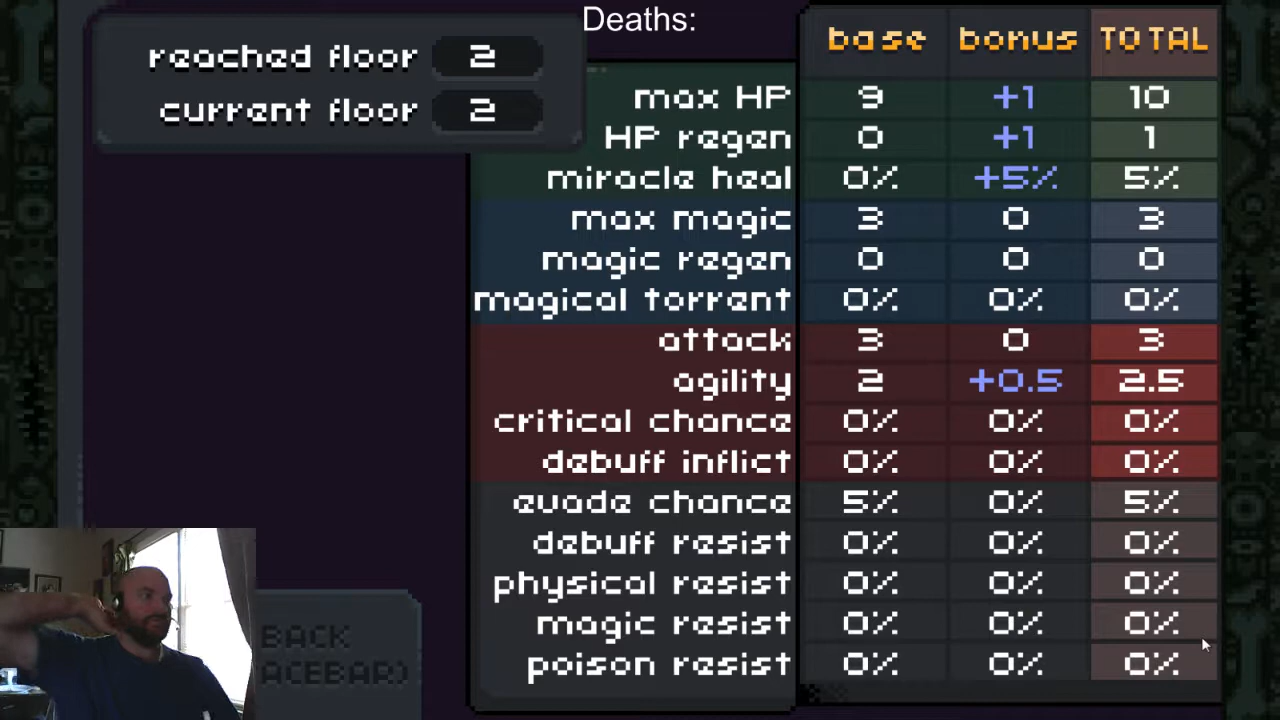 Deaths:
reached floor 2
current floor 2
base bonus TOTAL
max HP 9 +1 10
HP regen 0 +1 1
miracle heal 0% +5% 5%
max magic 3 0 3
magic regen 0 0 0
magical torrent 0% 0% 0%
attack 3 0 3
agility 2 +0.5 2.5
critical chance 0% 0% 0%
debuff inflict 0% 0% 0%
evade chance 5% 0% 5%
debuff resist 0% 0% 0%
physical resist 0% 0% 0%
magic resist 0% 0% 0%
poison resist 0% 0% 0%
BACK
ACEBAR)